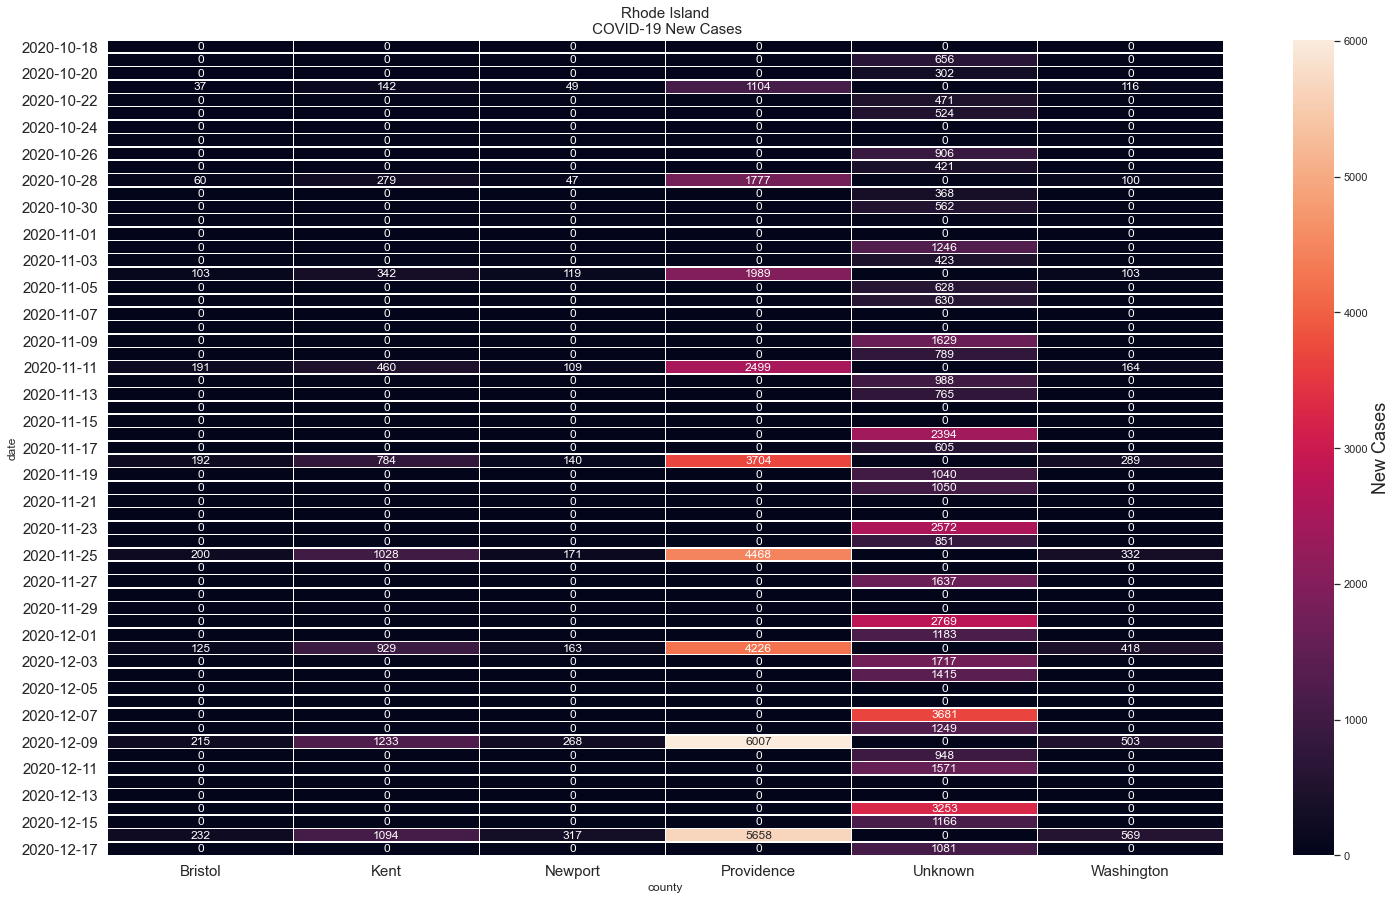 Rhode Island
COVID-19 New Cases
2020-10-18 0 0 0 0 0 0
0 0 0 0 656 0
2020-10-20 0 0 0 0 302 0
37 142 49 1104 0 116
2020-10-22 0 0 0 0 471 0
0 0 0 0 524 0
2020-10-24 0 0 0 0 0 0
0 0 0 0 0 0
2020-10-26 0 0 0 0 906 0
0 0 0 0 421 0
2020-10-28 60 279 47 1777 0 100
0 0 0 0 368 0
2020-10-30 0 0 0 0 562 0
0 0 0 0 0 0
2020-11-01 0 0 0 0 0 0
0 0 0 0 1246 0
2020-11-03 0 0 0 0 423 0
103 342 119 1989 0 103
2020-11-05 0 0 0 0 628 0
0 0 0 0 630 0
2020-11-07 0 0 0 0 0 0
0 0 0 0 0 0
2020-11-09 0 0 0 0 1629 0
0 0 0 0 789 0
2020-11-11 191 460 109 2499 0 164
0 0 0 0 988 0
2020-11-13 0 0 0 0 765 0
0 0 0 0 0 0
2020-11-15 0 0 0 0 0 0
0 0 0 0 2394 0
2020-11-17 0 0 0 0 605 0
192 784 140 3704 0 289
2020-11-19 0 0 0 0 1040 0
0 0 0 0 1050 0
2020-11-21 0 0 0 0 0 0
0 0 0 0 0 0
2020-11-23 0 0 0 0 2572 0
0 0 0 0 851 0
2020-11-25 200 1028 171 4468 0 332
0 0 0 0 0 0
2020-11-27 0 0 0 0 1637 0
0 0 0 0 0 0
2020-11-29 0 0 0 0 0 0
0 0 0 0 2769 0
2020-12-01 0 0 0 0 1183 0
125 929 163 4226 0 418
2020-12-03 0 0 0 0 1717 0
0 0 0 0 1415 0
2020-12-05 0 0 0 0 0 0
0 0 0 0 0 0
2020-12-07 0 0 0 0 3681 0
0 0 0 0 1249 0
2020-12-09 215 1233 268 6007 0 503
0 0 0 0 948 0
2020-12-11 0 0 0 0 1571 0
0 0 0 0 0 0
2020-12-13 0 0 0 0 0 0
0 0 0 0 3253 0
2020-12-15 0 0 0 0 1166 0
232 1094 317 5658 0 569
2020-12-17 0 0 0 0 1081 0
Bristol Kent Newport Providence Unknown Washington
county
date
6000
5000
4000
3000
2000
1000
0
New Cases